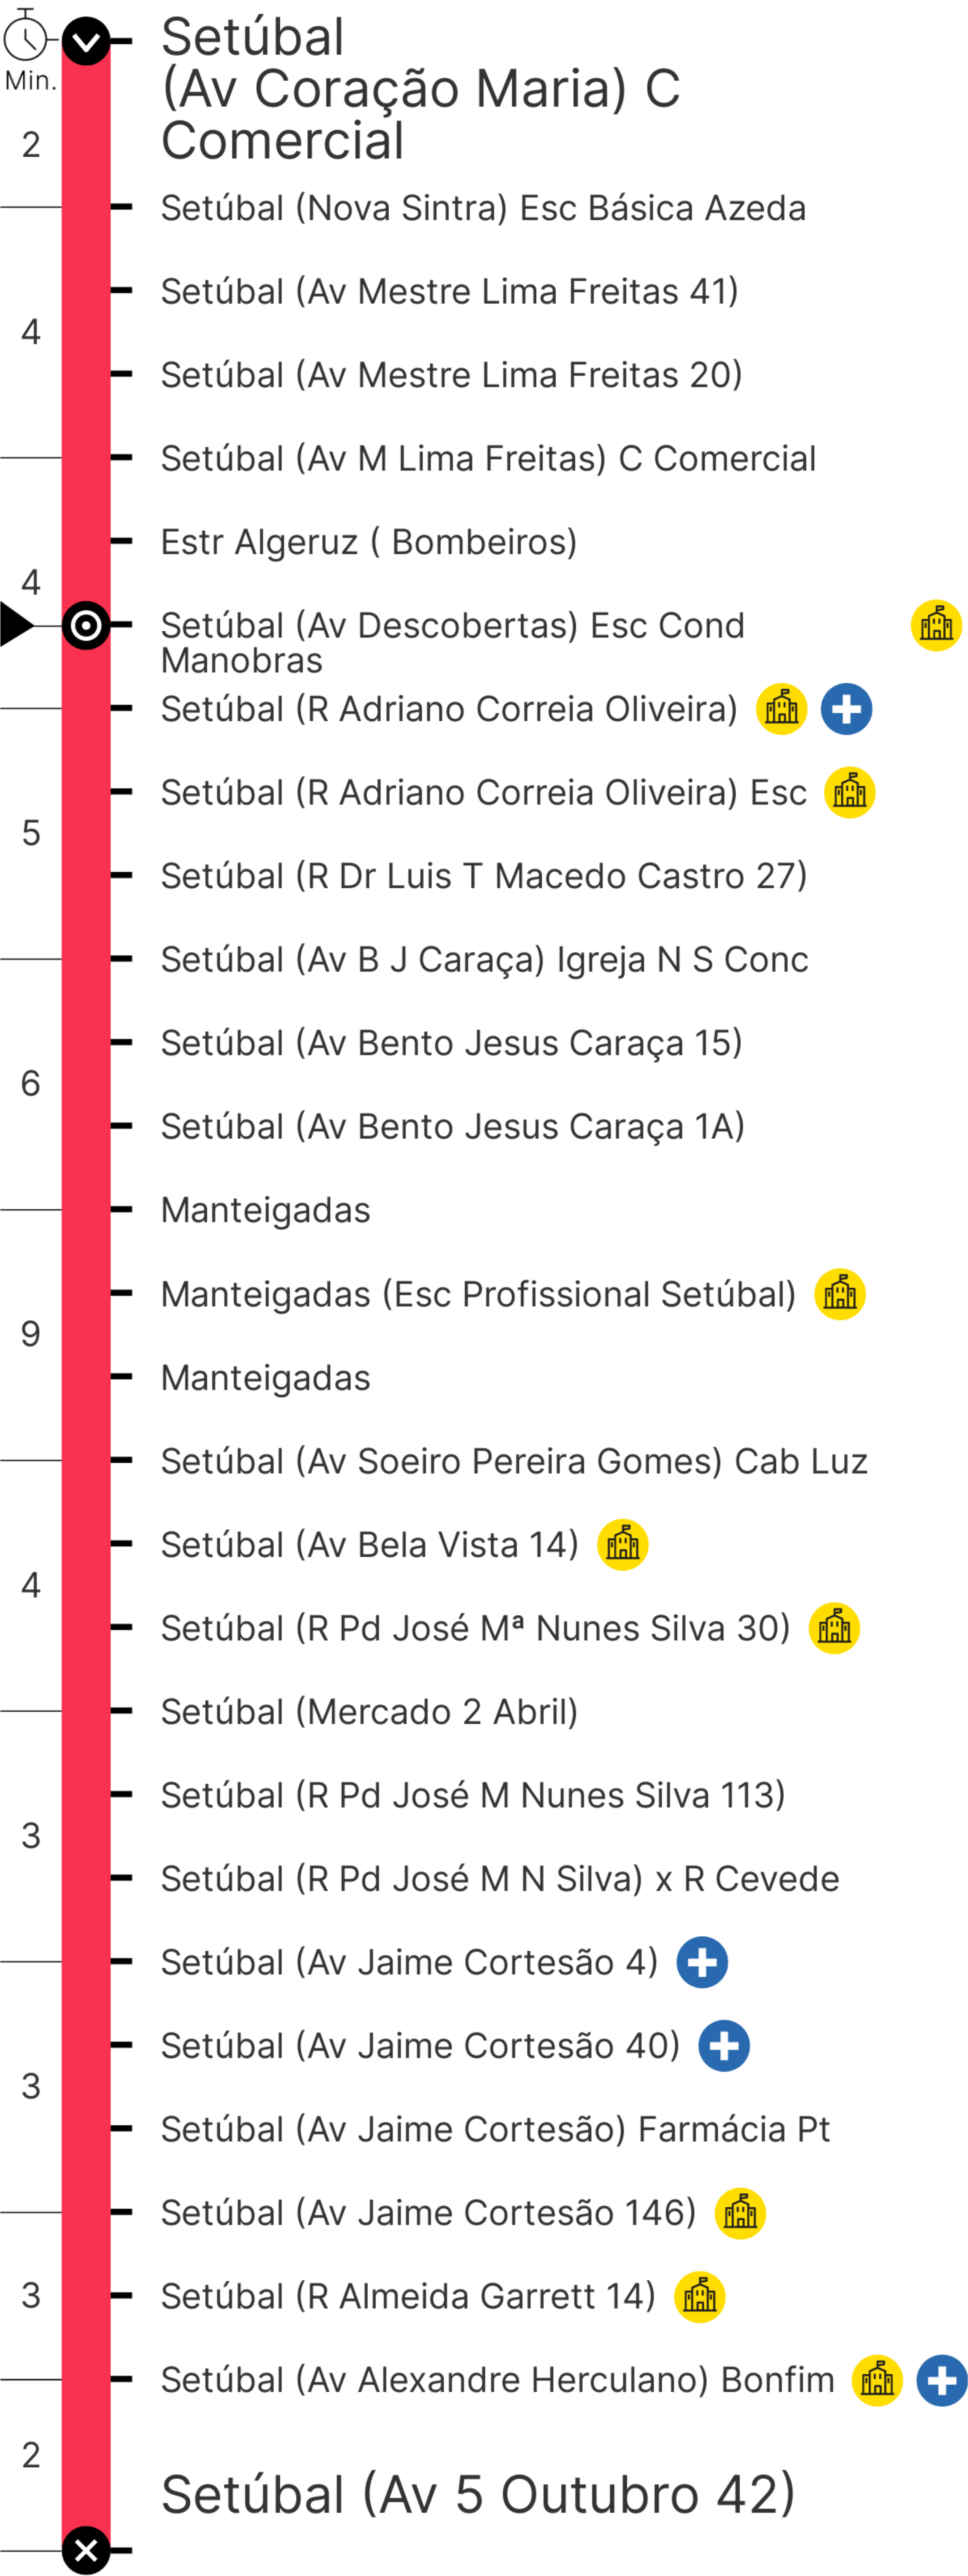 Min.
Setúbal
(Av Coração Maria) C
Comercial
2
Setúbal (Nova Sintra) Esc Básica Azeda
Setúbal (Av Mestre Lima Freitas 41)
4
Setúbal (Av Mestre Lima Freitas 20)
Setúbal (Av M Lima Freitas) C Comercial
Estr Algeruz ( Bombeiros)
4
Setúbal (Av Descobertas) Esc Cond
Manobras
Setúbal (R Adriano Correia Oliveira)
Setúbal (R Adriano Correia Oliveira) Esc
5
Setúbal (R Dr Luis T Macedo Castro 27)
Setúbal (Av B J Caraça) Igreja N S Conc
Setúbal (Av Bento Jesus Caraça 15)
6
Setúbal (Av Bento Jesus Caraça 1A)
Manteigadas
Manteigadas (Esc Profissional Setúbal)
9
Manteigadas
Setúbal (Av Soeiro Pereira Gomes) Cab Luz
Setúbal (Av Bela Vista 14)
4
Setúbal (R Pd José Mª Nunes Silva 30)
Setúbal (Mercado 2 Abril)
Setúbal (R Pd José M Nunes Silva 113)
3
Setúbal (R Pd José M N Silva) x R Cevede
Setúbal (Av Jaime Cortesão 4)
Setúbal (Av Jaime Cortesão 40)
3
Setúbal (Av Jaime Cortesão) Farmácia Pt
Setúbal (Av Jaime Cortesão 146)
3
Setúbal (R Almeida Garrett 14)
Setúbal (Av Alexandre Herculano) Bonfim
2
Setúbal (Av 5 Outubro 42)